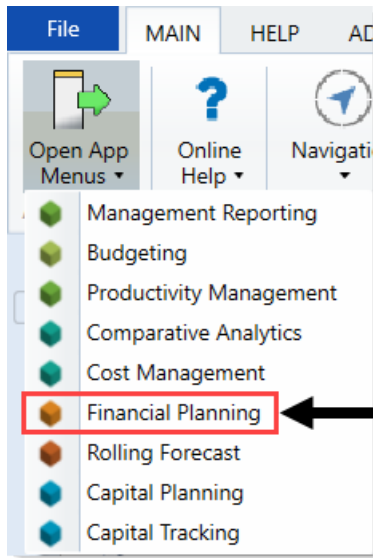 File MAIN HELP
Open App Online
Menus Help
Management Reporting
Budgeting
Productivity Management
Comparative Analytics
Cost Management
Financial Planning
Rolling Forecast
Capital Planning
Capital Tracking